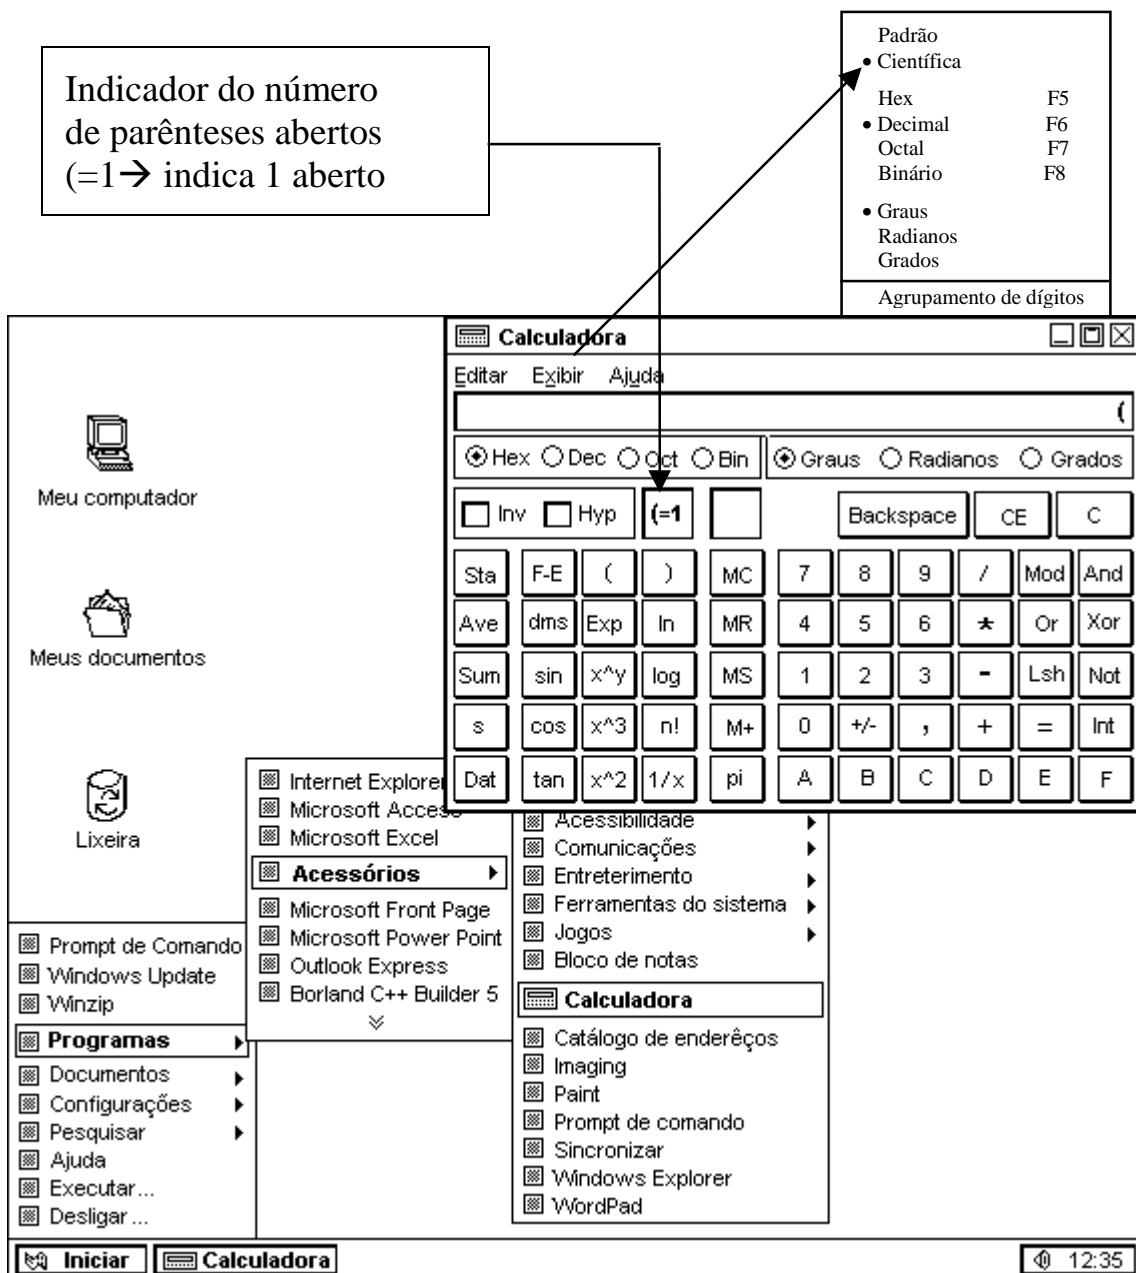 Padrão
• Científica
Hex F5
• Decimal F6
Octal F7
Binário F8
• Graus
Radianos
Grados
Agrupamento de dígitos
Indicador do número
de parênteses abertos
(=1→ indica 1 aberto
Calculadora
Editar Exibir Ajuda
(
Hex Dec Oct Bin Graus Radianos Grados
Inv Hyp (=1 Backspace CE C
Sta F-E ( ) MC 7 8 9 / Mod And
Ave dms Exp ln MR 4 5 6 * Or Xor
Sum sin x^y log MS 1 2 3 - Lsh Not
s cos x^3 n! M+ 0 +/- , + = Int
Dat tan x^2 1/x pi A B C D E F
Meu computador
Meus documentos
Lixeira
Internet Explorer
Microsoft Access
Microsoft Excel
Acessórios
Microsoft Front Page
Microsoft Power Point
Outlook Express
Borland C++ Builder 5
Acessibilidade
Comunicações
Entreterimento
Ferramentas do sistema
Jogos
Bloco de notas
Calculadora
Catálogo de enderêços
Imaging
Paint
Prompt de comando
Sincronizar
Windows Explorer
WordPad
Prompt de Comando
Windows Update
Winzip
Programas
Documentos
Configurações
Pesquisar
Ajuda
Executar...
Desligar ...
Iniciar Calculadora 12:35